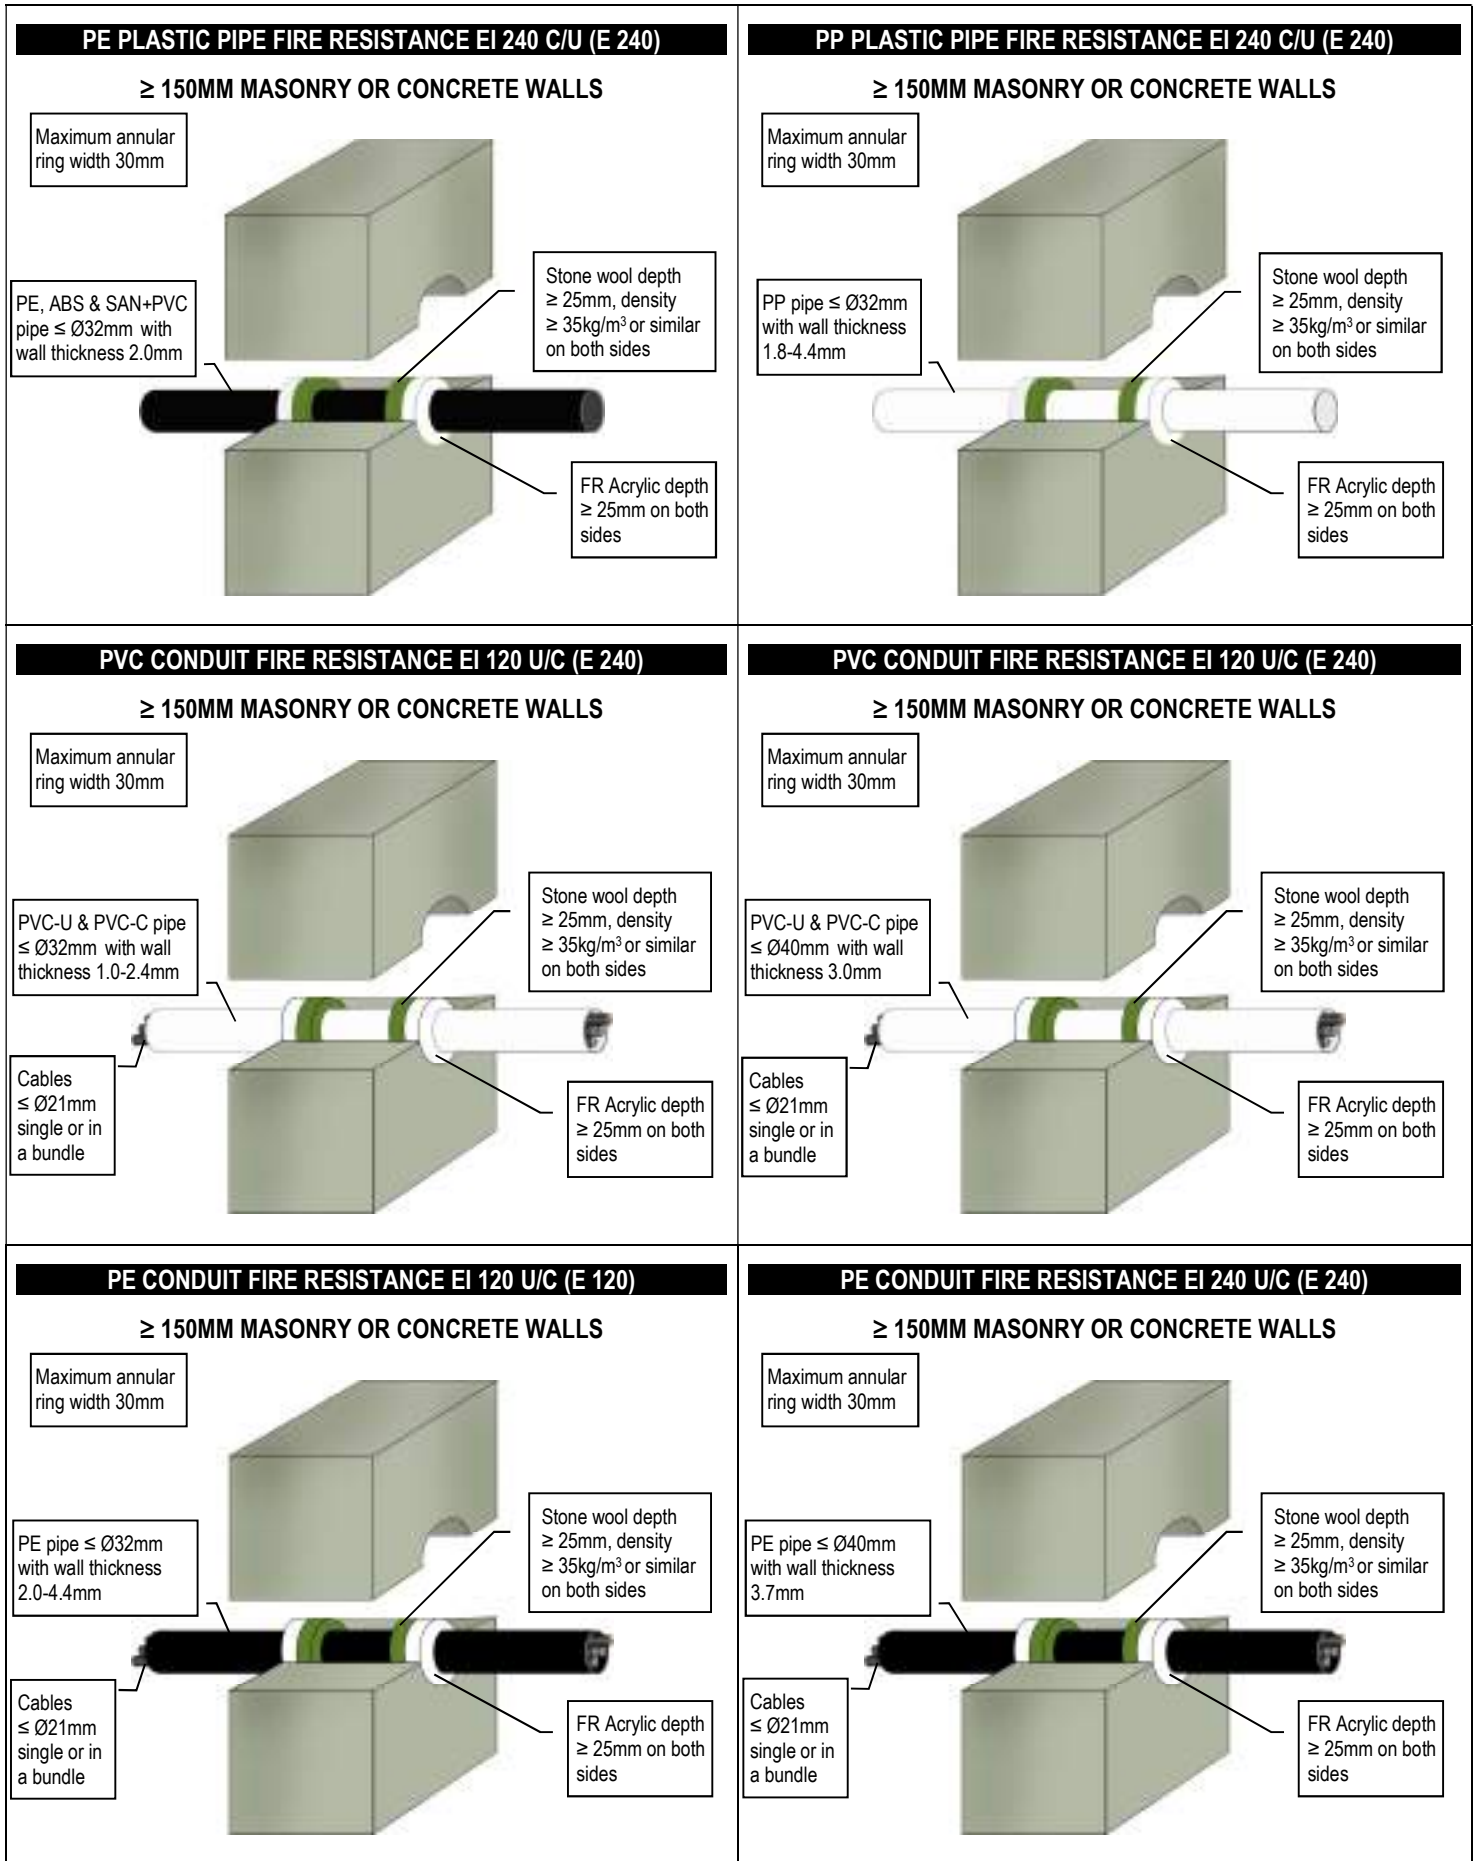 PE PLASTIC PIPE FIRE RESISTANCE EI 240 C/U (E 240)
≥ 150MM MASONRY OR CONCRETE WALLS
Maximum annular
ring width 30mm
PE, ABS & SAN+PVC
pipe ≤ Ø32mm with
wall thickness 2.0mm
Stone wool depth
≥ 25mm, density
≥ 35kg/m³ or similar
on both sides
FR Acrylic depth
≥ 25mm on both
sides
PP PLASTIC PIPE FIRE RESISTANCE EI 240 C/U (E 240)
≥ 150MM MASONRY OR CONCRETE WALLS
Maximum annular
ring width 30mm
PP pipe ≤ Ø32mm
with wall thickness
1.8-4.4mm
Stone wool depth
≥ 25mm, density
≥ 35kg/m³ or similar
on both sides
FR Acrylic depth
≥ 25mm on both
sides
PVC CONDUIT FIRE RESISTANCE EI 120 U/C (E 240)
≥ 150MM MASONRY OR CONCRETE WALLS
Maximum annular
ring width 30mm
PVC-U & PVC-C pipe
≤ Ø32mm with wall
thickness 1.0-2.4mm
Stone wool depth
≥ 25mm, density
≥ 35kg/m³ or similar
on both sides
Cables
≤ Ø21mm
single or in
a bundle
FR Acrylic depth
≥ 25mm on both
sides
PVC CONDUIT FIRE RESISTANCE EI 120 U/C (E 240)
≥ 150MM MASONRY OR CONCRETE WALLS
Maximum annular
ring width 30mm
PVC-U & PVC-C pipe
≤ Ø40mm with wall
thickness 3.0mm
Stone wool depth
≥ 25mm, density
≥ 35kg/m³ or similar
on both sides
Cables
≤ Ø21mm
single or in
a bundle
FR Acrylic depth
≥ 25mm on both
sides
PE CONDUIT FIRE RESISTANCE EI 120 U/C (E 120)
≥ 150MM MASONRY OR CONCRETE WALLS
Maximum annular
ring width 30mm
PE pipe ≤ Ø32mm
with wall thickness
2.0-4.4mm
Stone wool depth
≥ 25mm, density
≥ 35kg/m³ or similar
on both sides
Cables
≤ Ø21mm
single or in
a bundle
FR Acrylic depth
≥ 25mm on both
sides
PE CONDUIT FIRE RESISTANCE EI 240 U/C (E 240)
≥ 150MM MASONRY OR CONCRETE WALLS
Maximum annular
ring width 30mm
PE pipe ≤ Ø40mm
with wall thickness
3.7mm
Stone wool depth
≥ 25mm, density
≥ 35kg/m³ or similar
on both sides
Cables
≤ Ø21mm
single or in
a bundle
FR Acrylic depth
≥ 25mm on both
sides